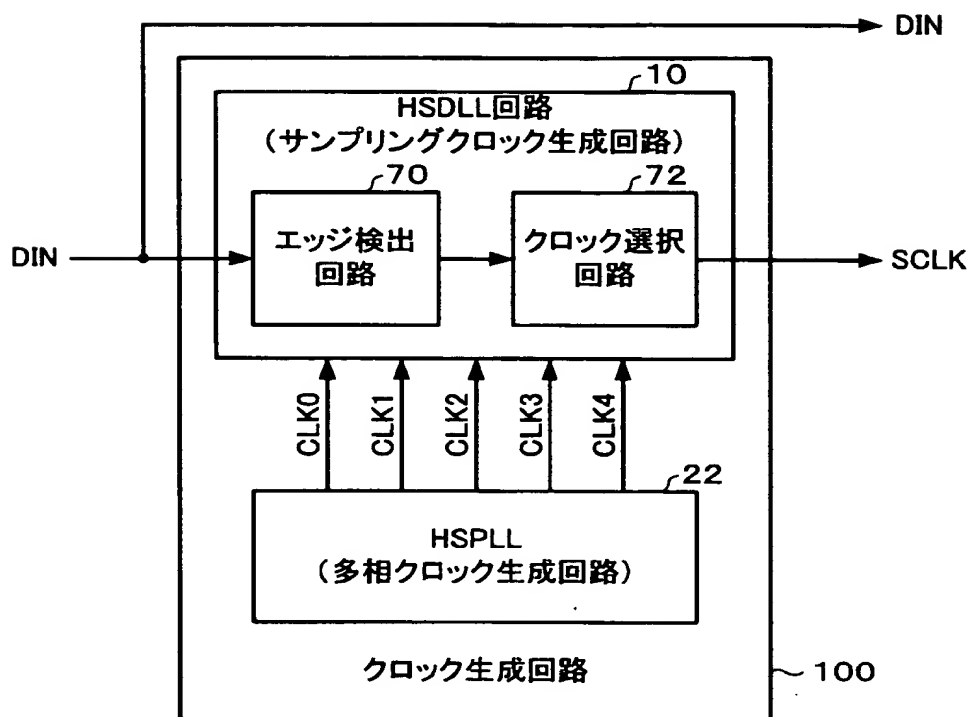 DIN
10
HSDLL回路
(サンプリングクロック生成回路)
70
72
エッジ検出
回路
クロック選択
回路
DIN
SCLK
CLK0
CLK1
CLK2
CLK3
CLK4
22
HSPLL
(多相クロック生成回路)
クロック生成回路
100